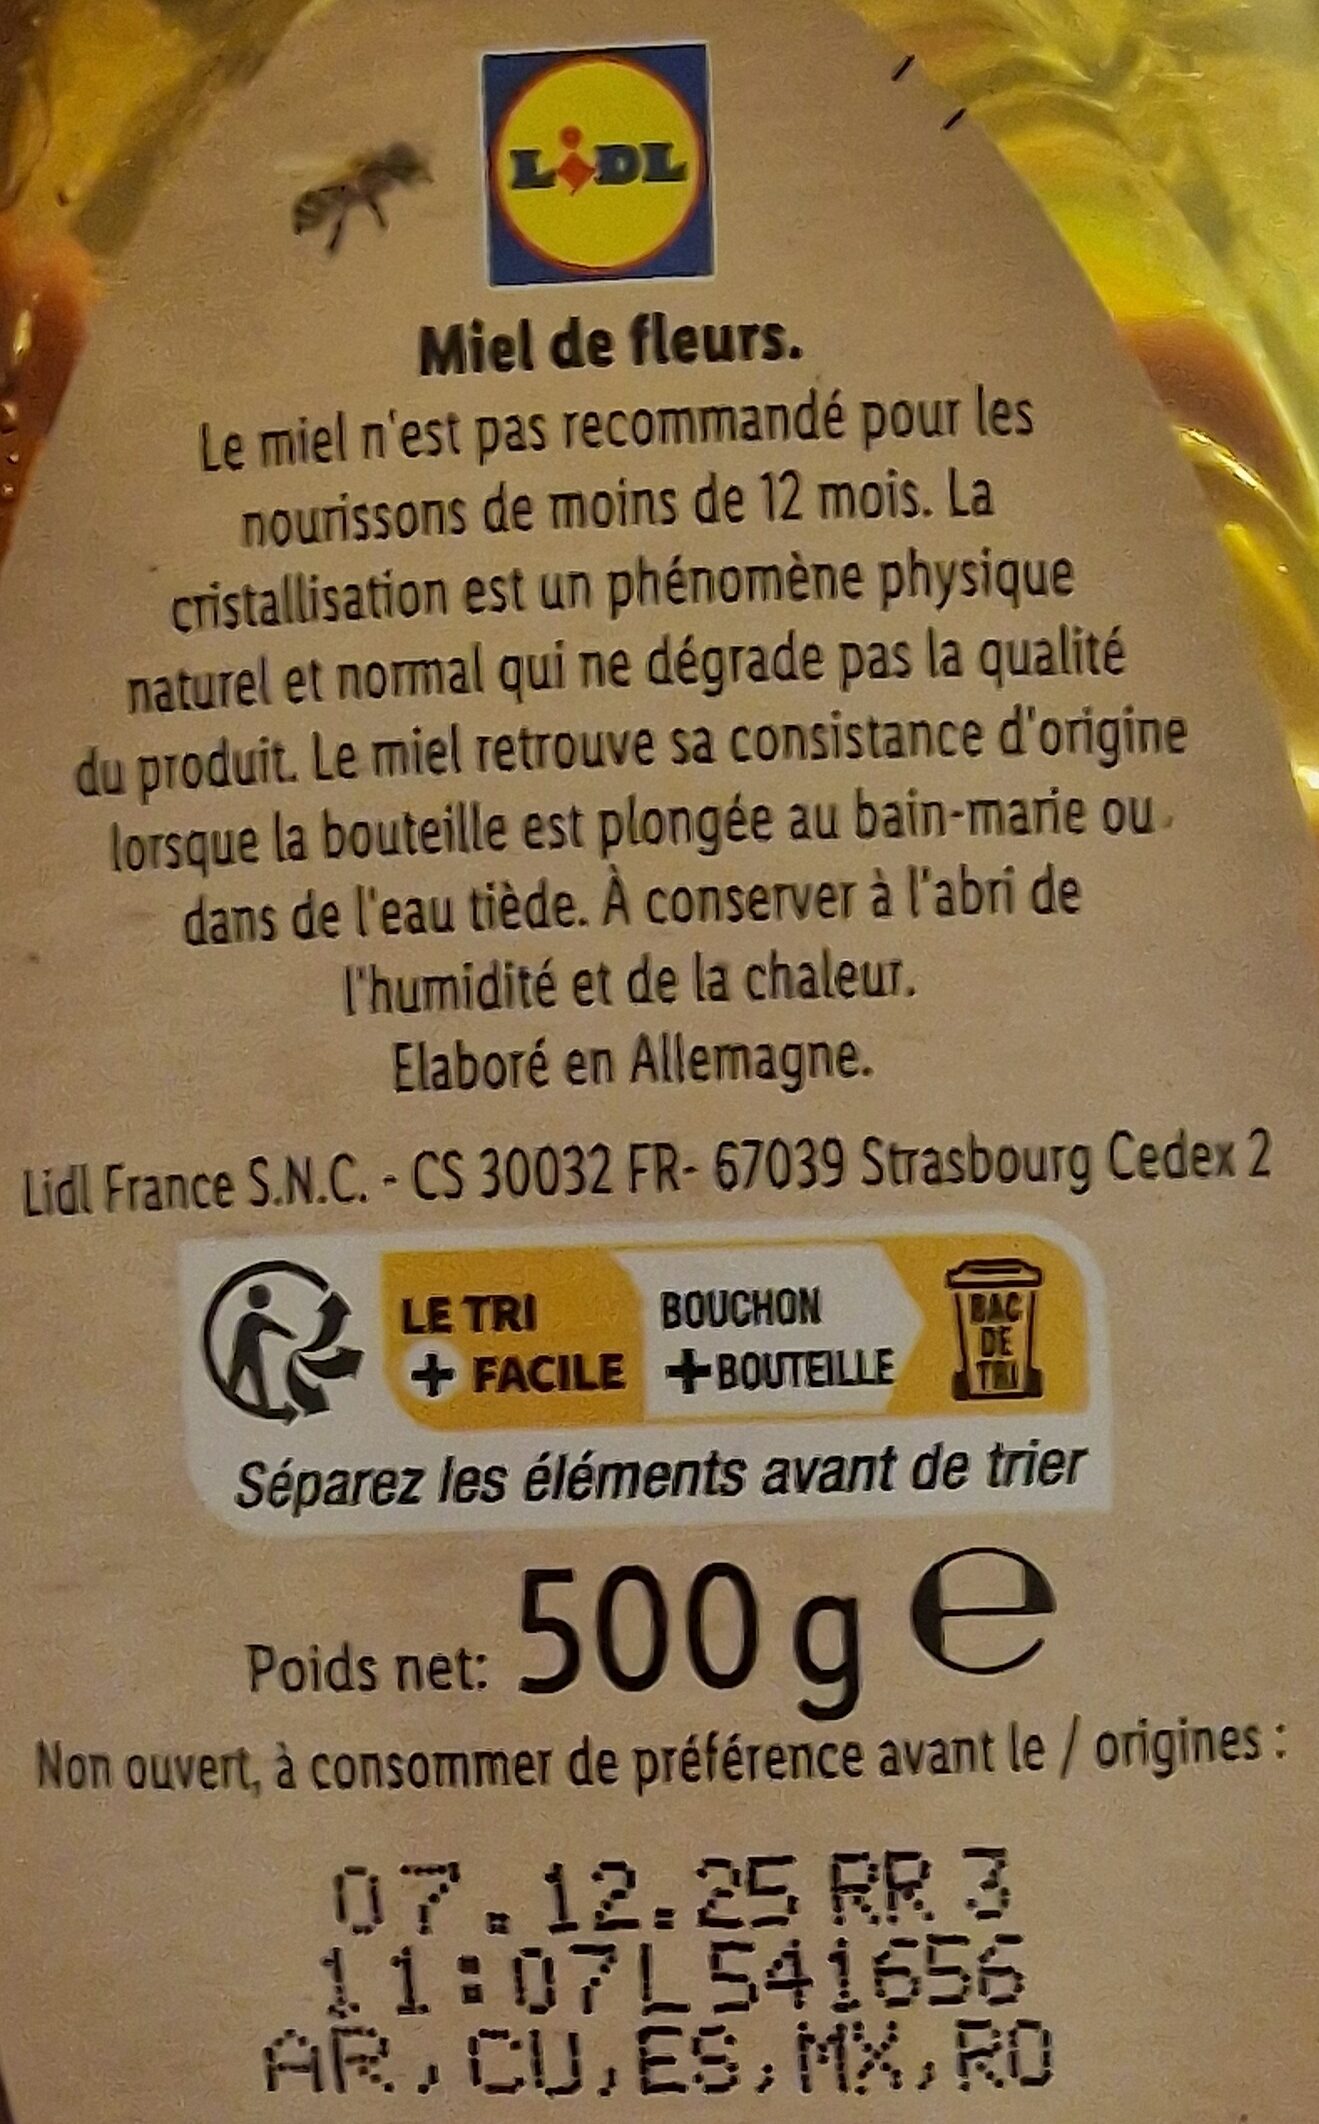 LIDL
Miel de fleurs.
Le miel n'est pas recommandé pour les
nourissons de moins de 12 mois. La
cristallisation est un phénomène physique
naturel et normal qui ne dégrade pas la qualité
du produit. Le miel retrouve sa consistance d'origine
lorsque la bouteille est plongée au bain-marie ou
dans de l'eau tiède. À conserver à l'abri de
l'humidité et de la chaleur.
Elaboré en Allemagne.
Lidl France S.N.C. - CS 30032 FR- 67039 Strasbourg Cedex 2
LE TRI
+ FACILE
BOUCHON
+BOUTEILLE
BAC
DE
TRI
Séparez les éléments avant de trier
Poids net: 500 g e
Non ouvert, à consommer de préférence avant le / origines :
07.12.25 RR 3
11:07L541656
AR,CU,ES,MX,RO